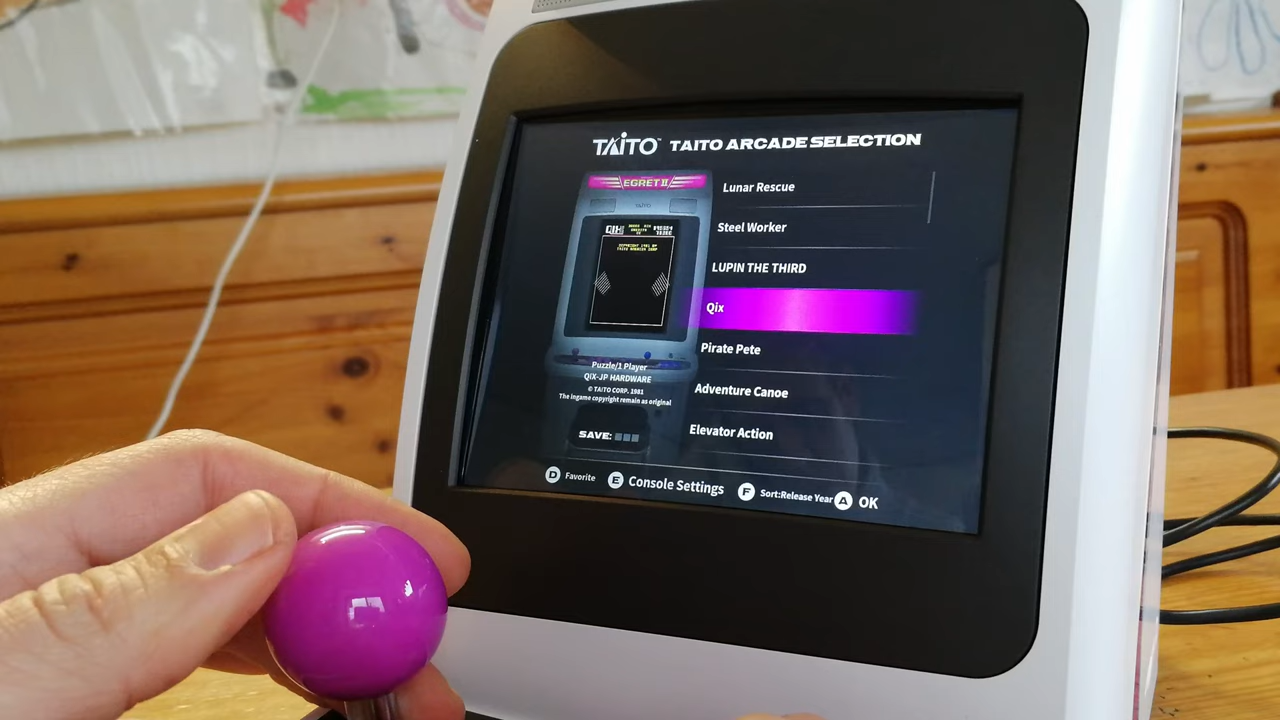 TAITO™ TAITO ARCADE SELECTION
EGRET II
TAITO
QIX
Lunar Rescue
Steel Worker
LUPIN THE THIRD
Qix
Pirate Pete
Adventure Canoe
Elevator Action
Puzzle/1 Player
QIX-JP HARDWARE
© TAITO CORP. 1981
The ingame copyright remain as original
SAVE:
D Favorite E Console Settings F Sort:Release Year A OK